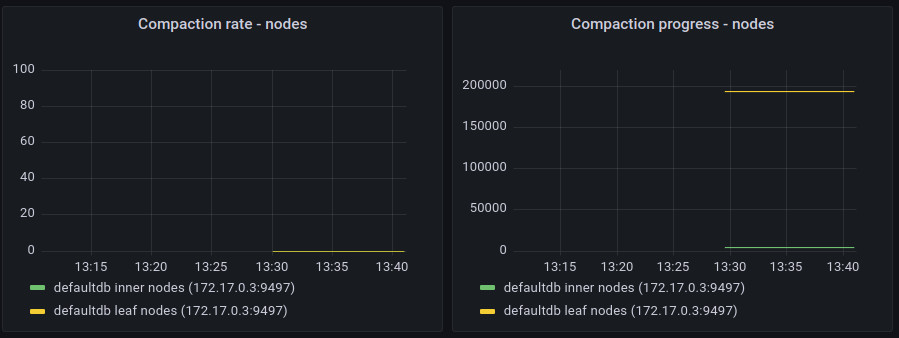 Compaction rate - nodes
100
80
60
40
20
0
13:15 13:20 13:25 13:30 13:35 13:40
defaultdb inner nodes (172.17.0.3:9497)
defaultdb leaf nodes (172.17.0.3:9497)
Compaction progress - nodes
200000
150000
100000
50000
0
13:15 13:20 13:25 13:30 13:35 13:40
defaultdb inner nodes (172.17.0.3:9497)
defaultdb leaf nodes (172.17.0.3:9497)